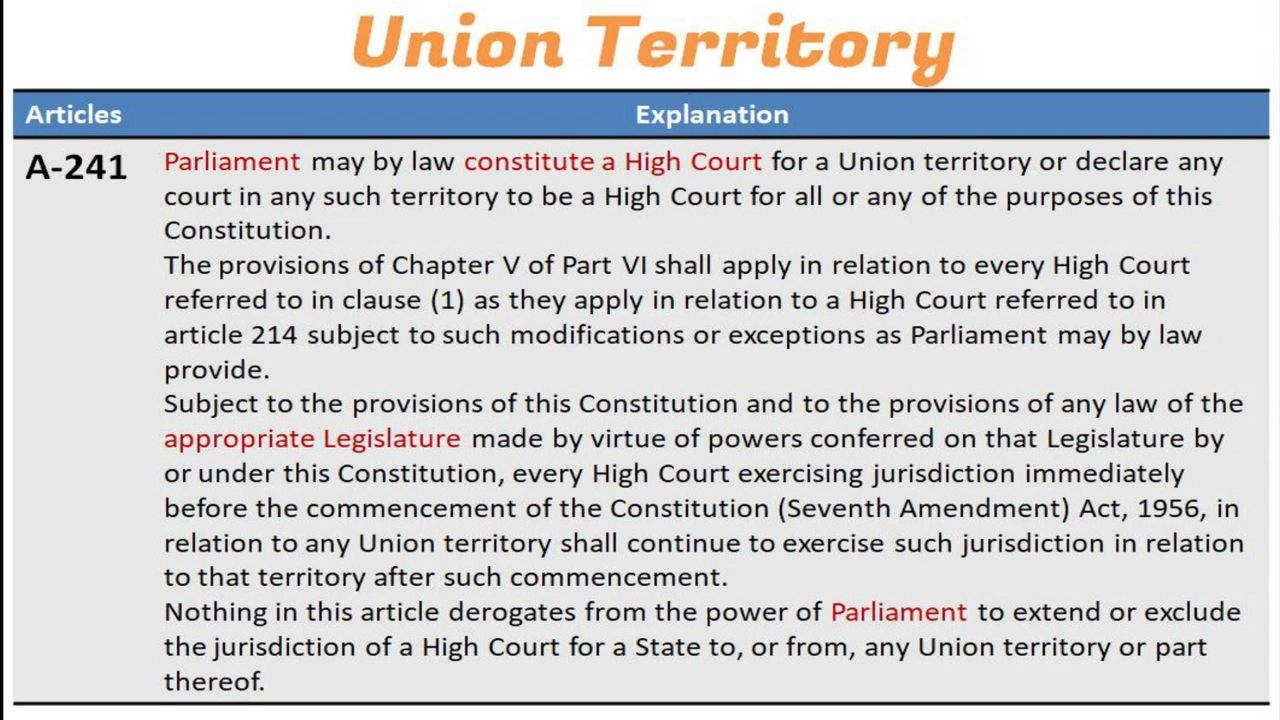 Union Territory
Articles Explanation
A-241 Parliament may by law constitute a High Court for a Union territory or declare any
court in any such territory to be a High Court for all or any of the purposes of this
Constitution.
The provisions of Chapter V of Part VI shall apply in relation to every High Court
referred to in clause (1) as they apply in relation to a High Court referred to in
article 214 subject to such modifications or exceptions as Parliament may by law
provide.
Subject to the provisions of this Constitution and to the provisions of any law of the
appropriate Legislature made by virtue of powers conferred on that Legislature by
or under this Constitution, every High Court exercising jurisdiction immediately
before the commencement of the Constitution (Seventh Amendment) Act, 1956, in
relation to any Union territory shall continue to exercise such jurisdiction in relation
to that territory after such commencement.
Nothing in this article derogates from the power of Parliament to extend or exclude
the jurisdiction of a High Court for a State to, or from, any Union territory or part
thereof.